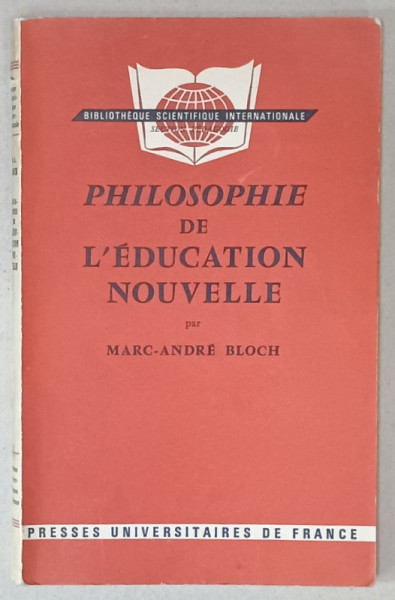 BIBLIOTHÈQUE SCIENTIFIQUE INTERNATIONALE
PHILOSOPHIE
DE
L'ÉDUCATION
NOUVELLE
par
MARC-ANDRÉ BLOCH
PRESSES UNIVERSITAIRES DE FRANCE